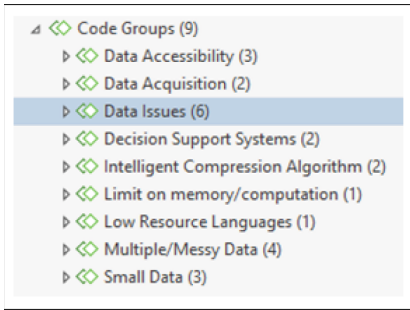 Code Groups (9)
Data Accessibility (3)
Data Acquisition (2)
Data Issues (6)
Decision Support Systems (2)
Intelligent Compression Algorithm (2)
Limit on memory/computation (1)
Low Resource Languages (1)
Multiple/Messy Data (4)
Small Data (3)